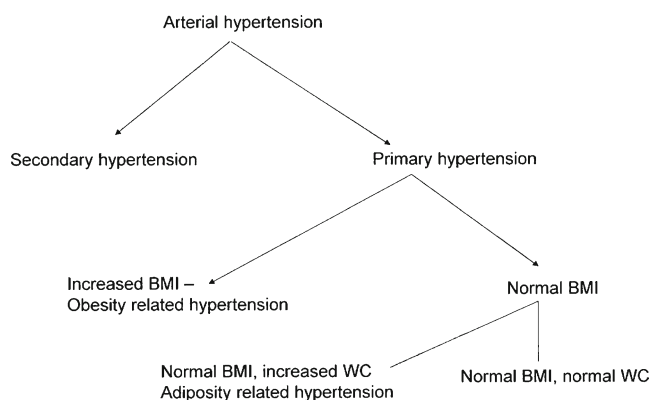 Arterial hypertension
Secondary hypertension
Primary hypertension
Increased BMI –
Obesity related hypertension
Normal BMI
Normal BMI, increased WC
Adiposity related hypertension
Normal BMI, normal WC